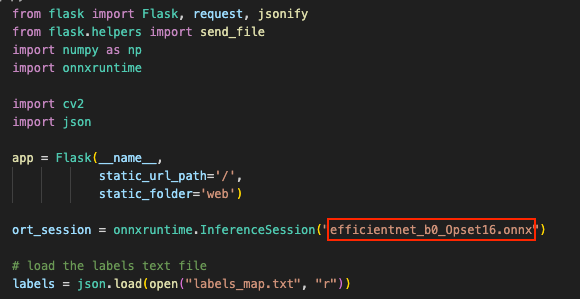 from flask import Flask, request, jsonify
from flask.helpers import send_file
import numpy as np
import onnxruntime
import cv2
import json
app = Flask(__name__,
static_url_path='/',
static_folder='web')
ort_session = onnxruntime.InferenceSession("efficientnet_b0_Opset16.onnx")
# load the labels text file
labels = json.load(open("labels_map.txt", "r"))